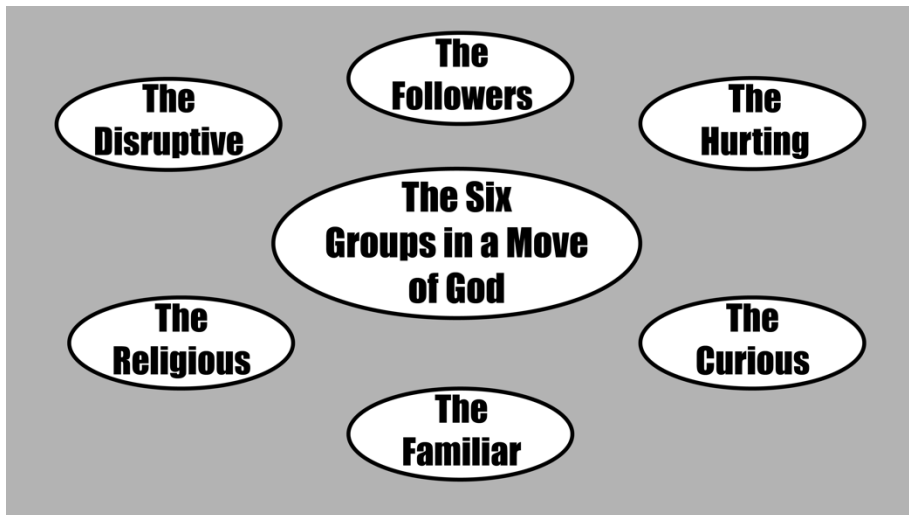 The
Followers
The
Disruptive
The
Hurting
The Six
Groups in a Move
of God
The
Religious
The
Curious
The
Familiar